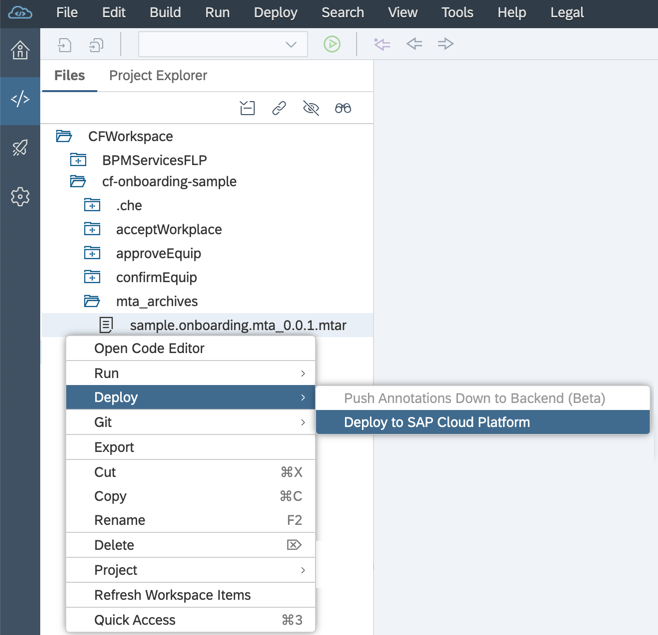 File Edit Build Run Deploy Search View Tools Help Legal
Files Project Explorer
CFWorkspace
BPMServicesFLP
cf-onboarding-sample
.che
acceptWorkplace
approveEquip
confirmEquip
mta_archives
sample.onboarding.mta_0.0.1.mtar
Open Code Editor
Run
Deploy
Push Annotations Down to Backend (Beta)
Git
Deploy to SAP Cloud Platform
Export
Cut ⌘X
Copy ⌘C
Rename F2
Delete ⌦
Project
Refresh Workspace Items
Quick Access ⌘3